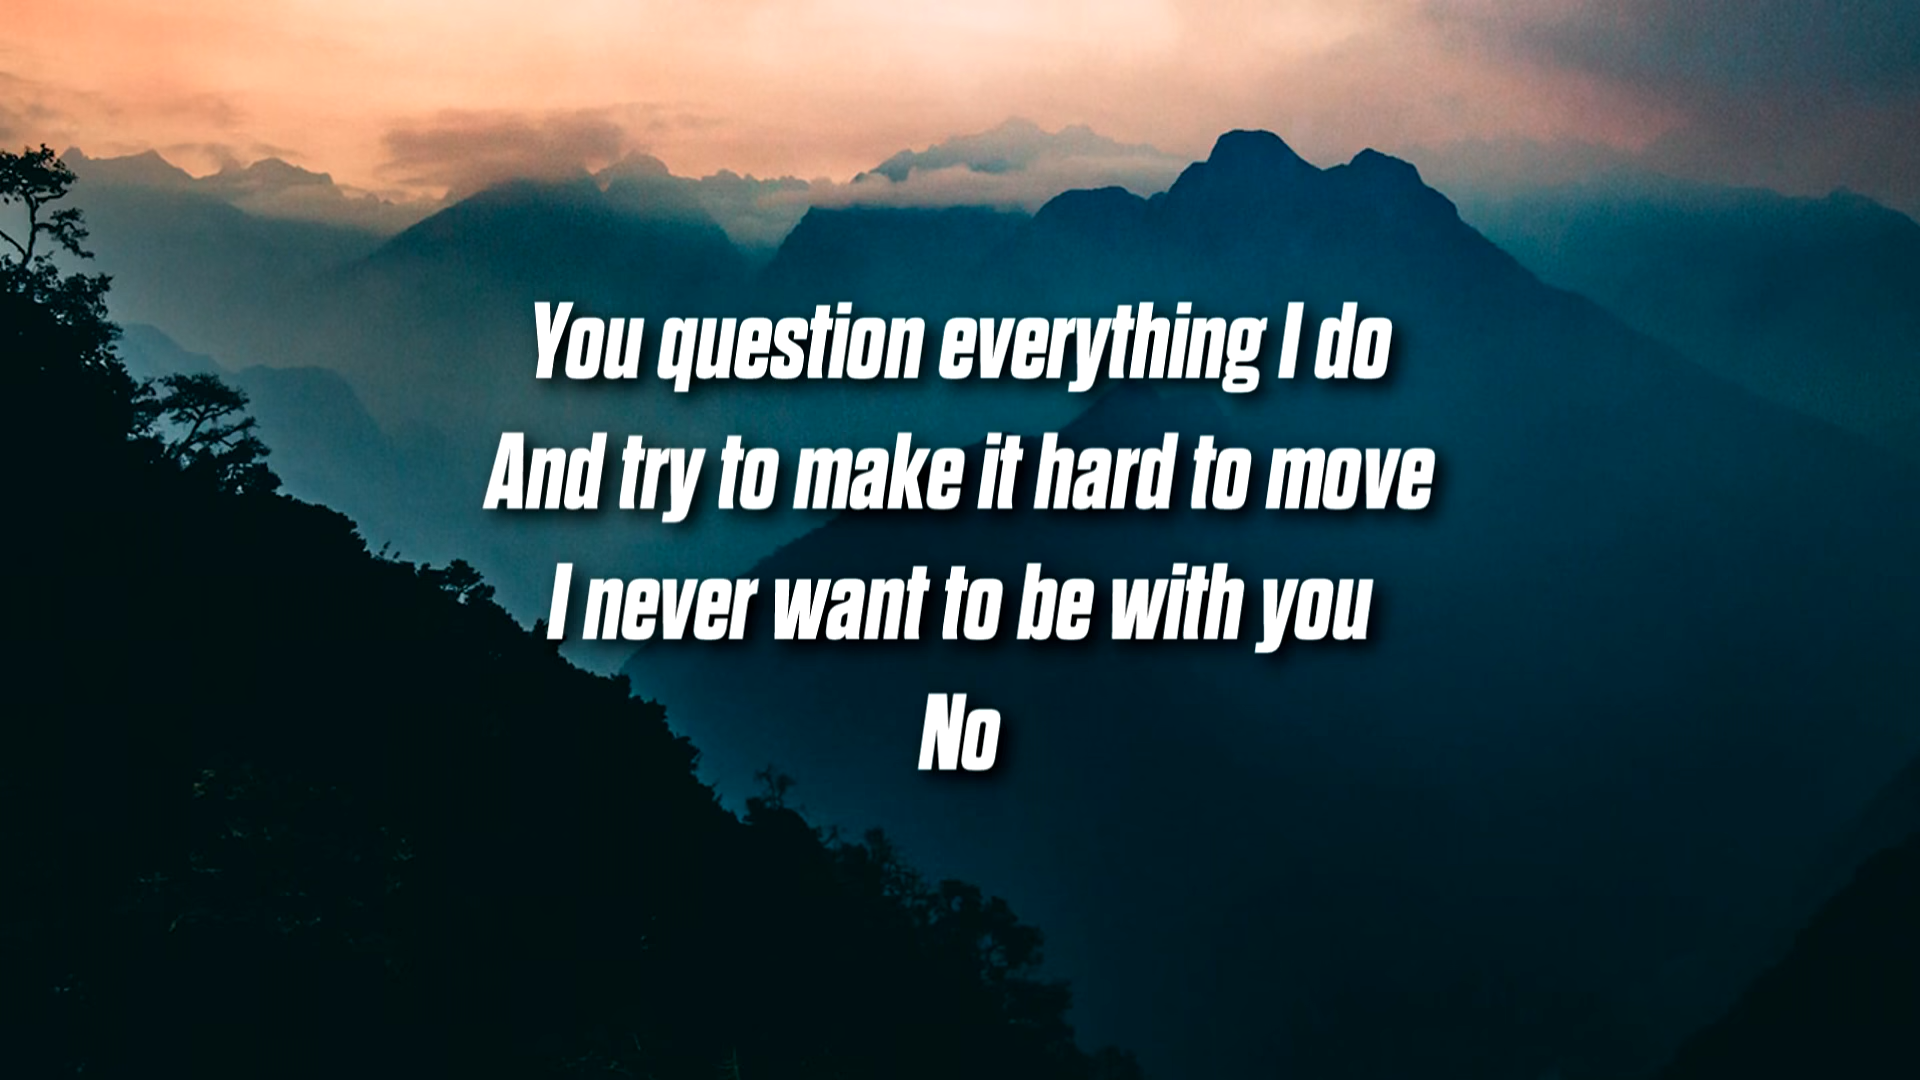 You question everything I do
And try to make it hard to move
I never want to be with you
No